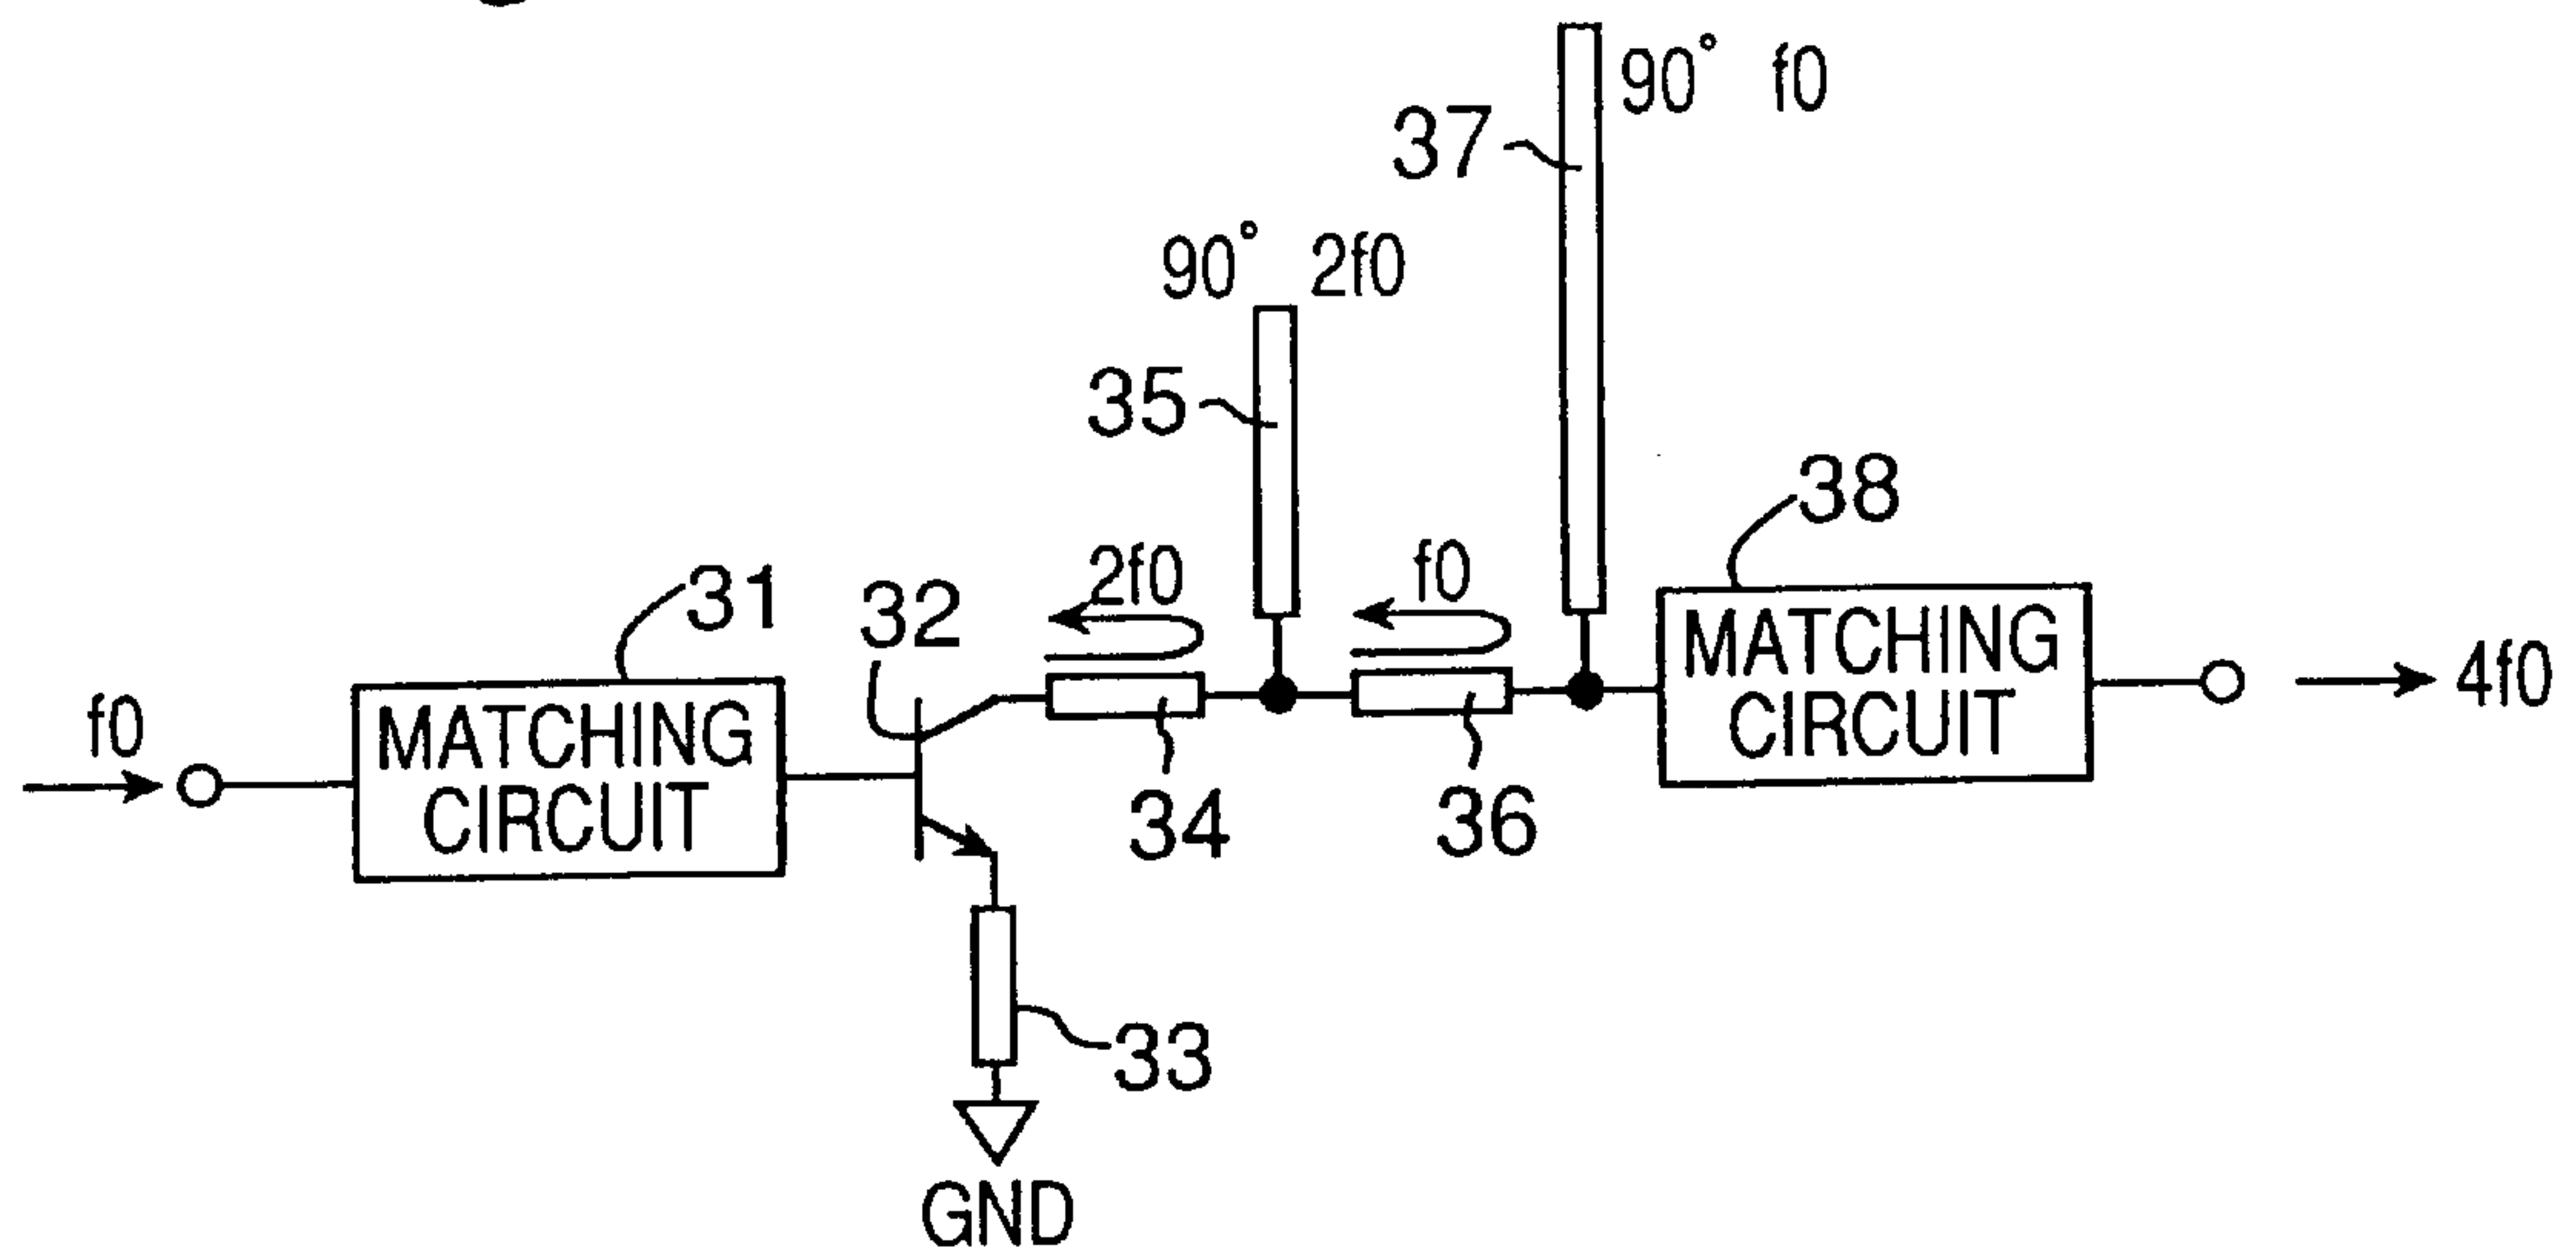 90° f0
37
90° 2f0
35
38
2f0
f0
31
32
MATCHING
CIRCUIT
f0
MATCHING
CIRCUIT
4f0
34
36
33
GND